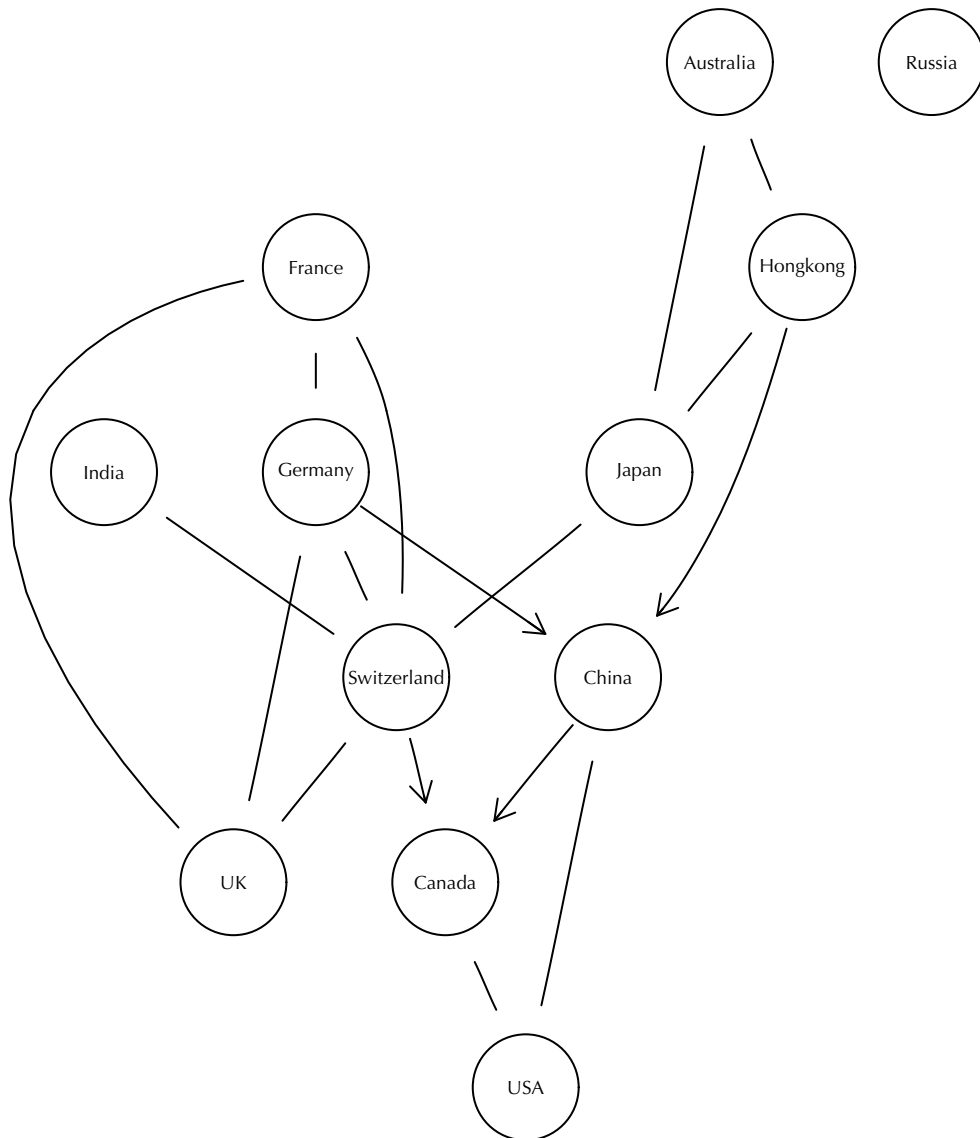 Australia
Russia
France
Hongkong
India
Germany
Japan
Switzerland
China
UK
Canada
USA